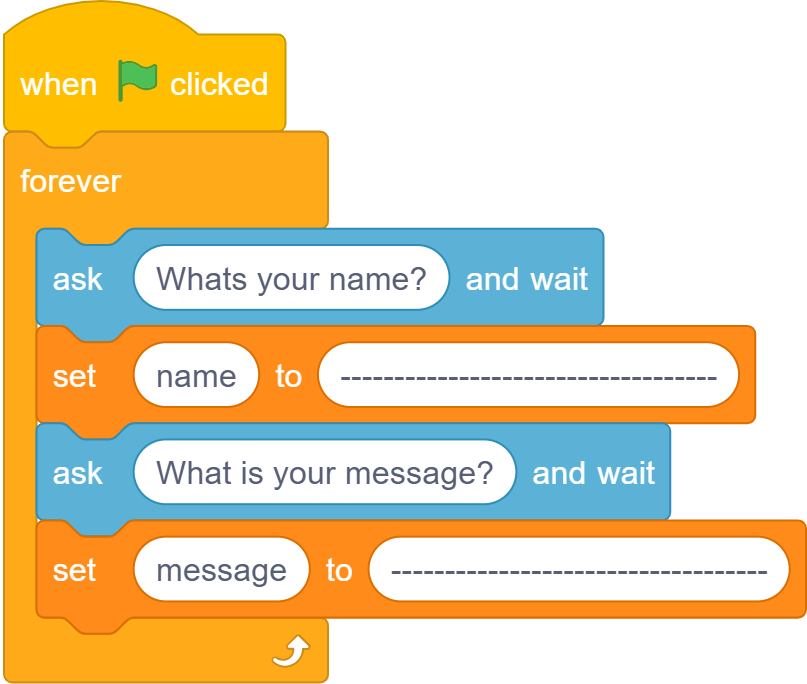 when clicked
forever
ask Whats your name? and wait
set name to -----------------------------------
ask What is your message? and wait
set message to -----------------------------------